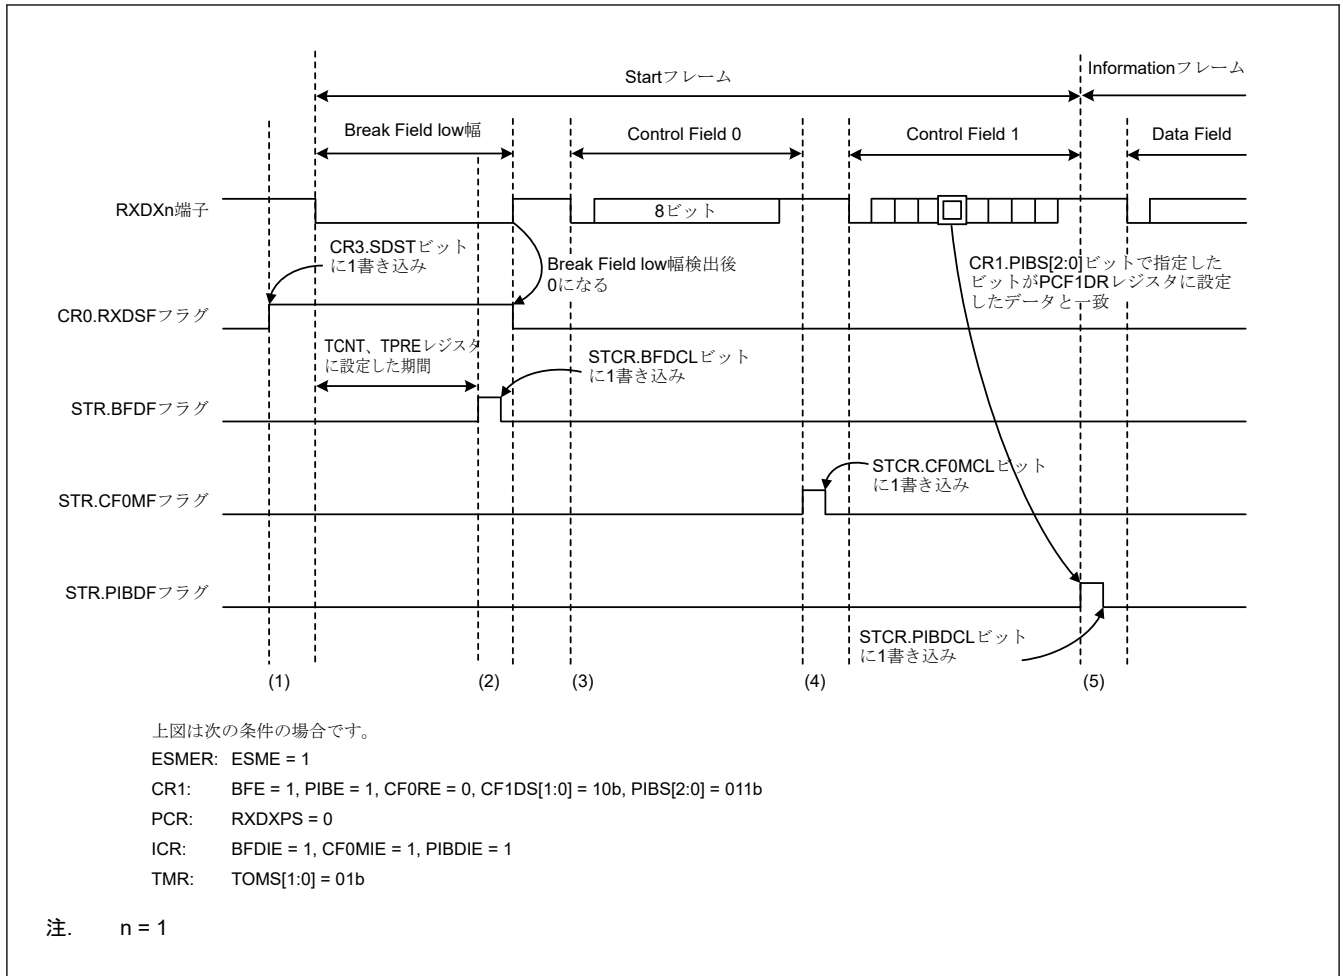 Startフレーム
Informationフレーム
Break Field low幅
Control Field 0
Control Field 1
Data Field
RXDXn端子
8ビット
CR3.SDSTビット
に1書き込み
Break Field low幅検出後
0になる
CR1.PIBS[2:0]ビットで指定した
ビットがPCF1DRレジスタに設定
したデータと一致
CR0.RXDSFフラグ
TCNT、TPREレジスタ
に設定した期間
STCR.BFDCLビット
に1書き込み
STR.BFDFフラグ
STCR.CF0MCLビット
に1書き込み
STR.CF0MFフラグ
STR.PIBDFフラグ
STCR.PIBDCLビット
に1書き込み
(1) (2) (3) (4) (5)
上図は次の条件の場合です。
ESMER: ESME = 1
CR1: BFE = 1, PIBE = 1, CF0RE = 0, CF1DS[1:0] = 10b, PIBS[2:0] = 011b
PCR: RXDXPS = 0
ICR: BFDIE = 1, CF0MIE = 1, PIBDIE = 1
TMR: TOMS[1:0] = 01b
注. n = 1